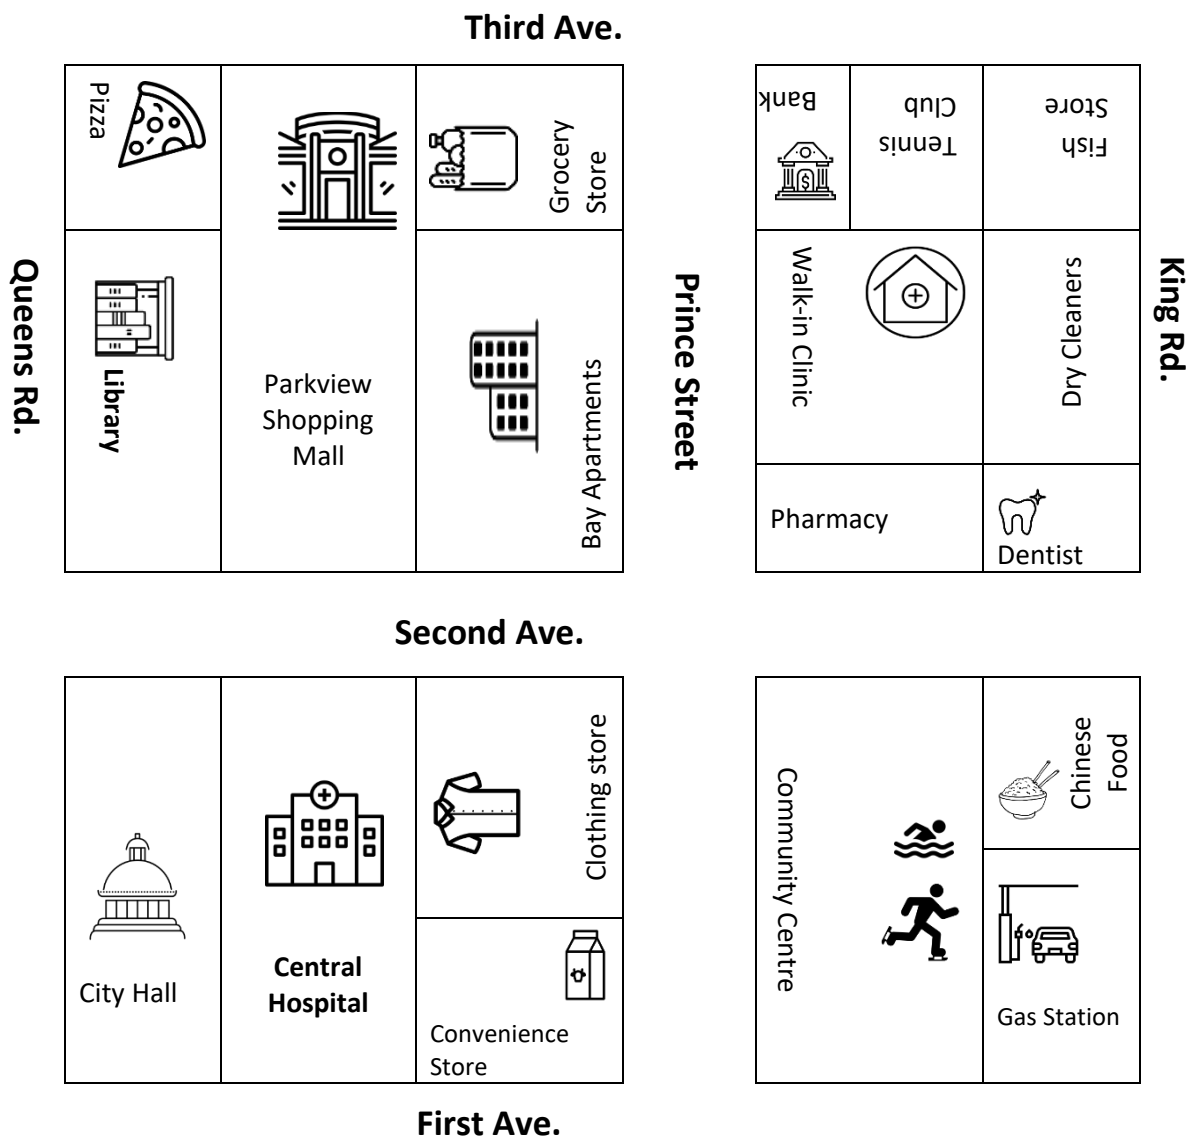 Third Ave.
Pizza
Grocery
Store
Bank
Tennis
Club
Fish
Store
Queens Rd.
Library
Parkview
Shopping
Mall
Bay Apartments
Prince Street
Walk-in Clinic
Dry Cleaners
King Rd.
Pharmacy
Dentist
Second Ave.
City Hall
Central
Hospital
Clothing store
Convenience
Store
Community Centre
Chinese
Food
Gas Station
First Ave.